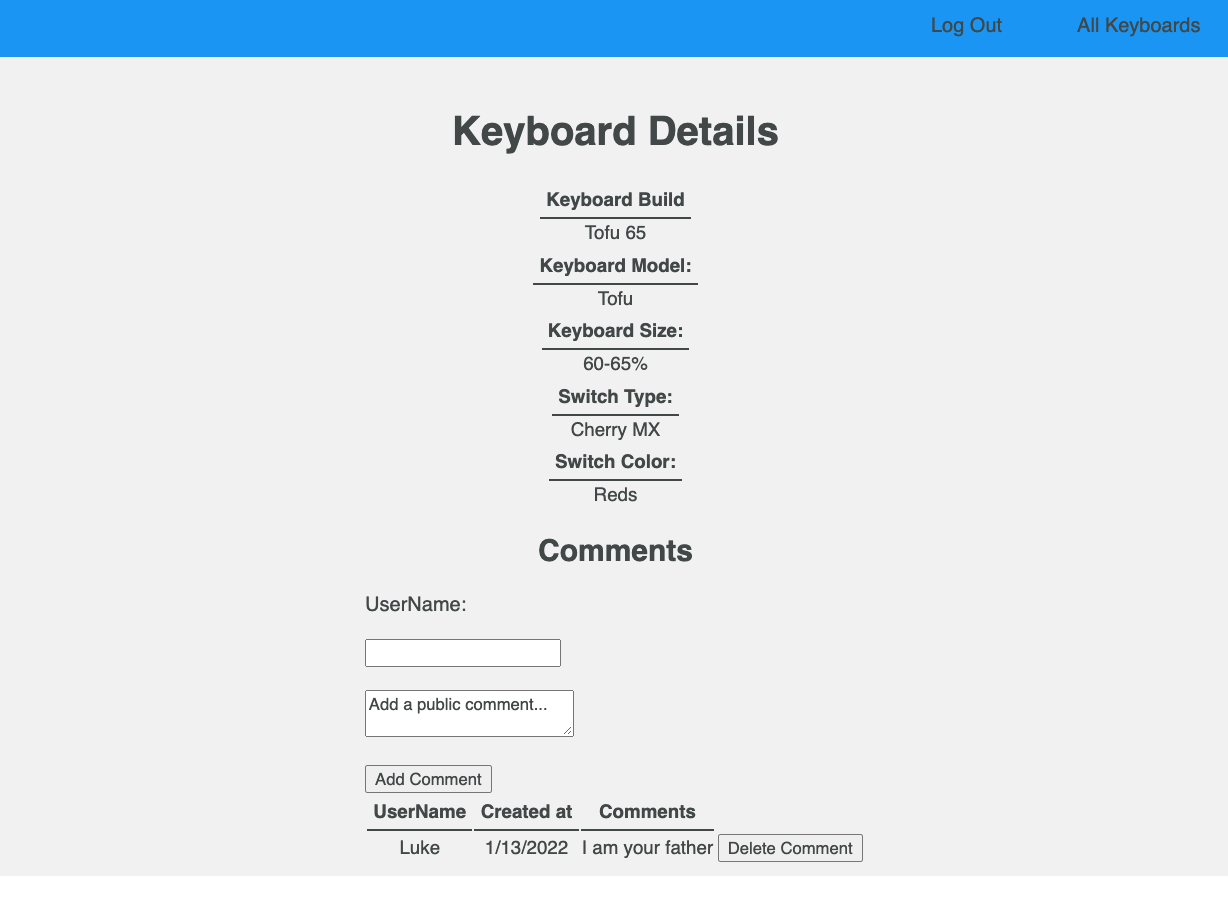 Log Out All Keyboards
Keyboard Details
Keyboard Build
Tofu 65
Keyboard Model:
Tofu
Keyboard Size:
60-65%
Switch Type:
Cherry MX
Switch Color:
Reds
Comments
UserName:
Add a public comment...
Add Comment
UserName Created at Comments
Luke 1/13/2022 I am your father Delete Comment